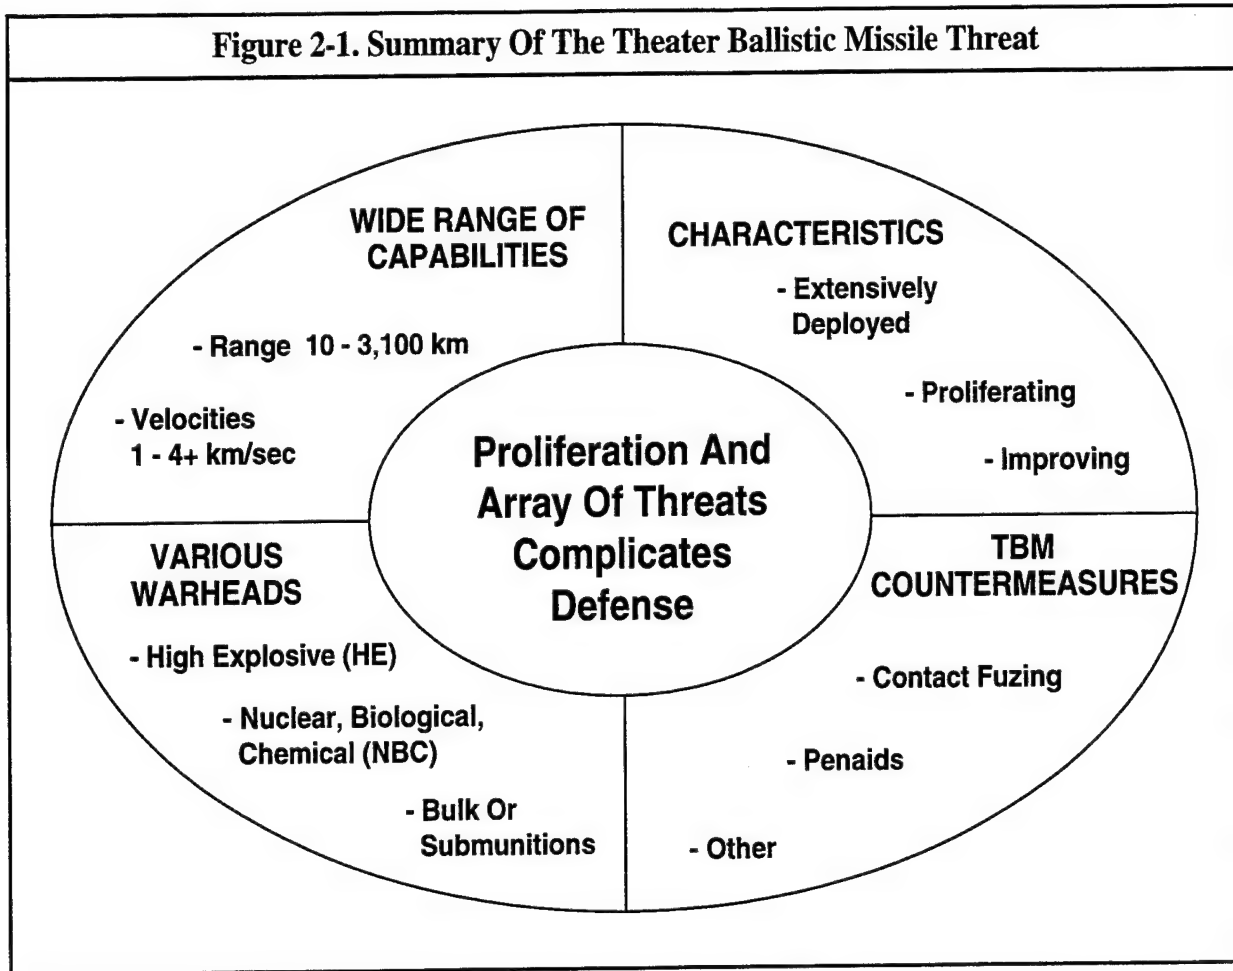 Figure 2-1. Summary Of The Theater Ballistic Missile Threat
WIDE RANGE OF
CAPABILITIES
- Range 10 - 3,100 km
- Velocities
1 - 4+ km/sec
CHARACTERISTICS
- Extensively
Deployed
- Proliferating
- Improving
Proliferation And
Array Of Threats
Complicates
Defense
VARIOUS
WARHEADS
- High Explosive (HE)
- Nuclear, Biological,
Chemical (NBC)
- Bulk Or
Submunitions
TBM
COUNTERMEASURES
- Contact Fuzing
- Penaids
- Other